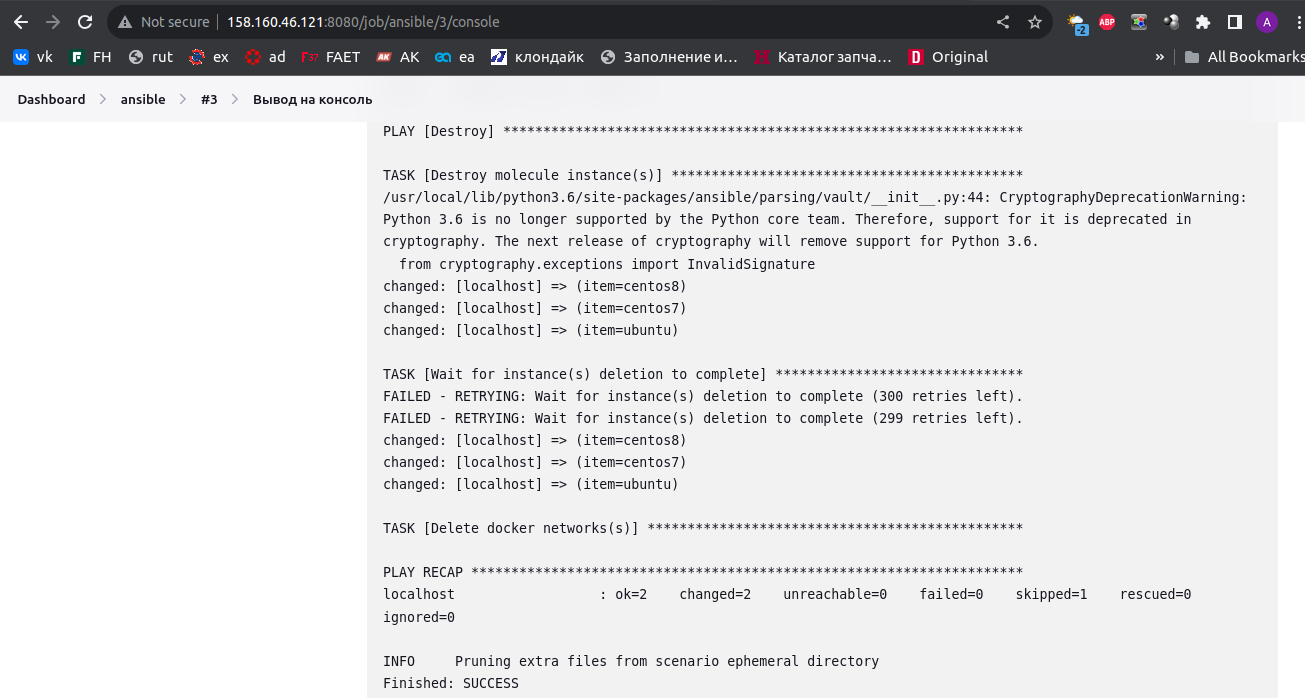 Not secure 158.160.46.121:8080/job/ansible/3/console
-2 ABP A
vk FH rut ex ad F37 FAET AK АК ea клондайк Заполнение и... Каталог запча... D Original » All Bookmarks
Dashboard ansible #3 Вывод на консоль
PLAY [Destroy] *****************************************************************
TASK [Destroy molecule instance(s)] ********************************************
/usr/local/lib/python3.6/site-packages/ansible/parsing/vault/__init__.py:44: CryptographyDeprecationWarning:
Python 3.6 is no longer supported by the Python core team. Therefore, support for it is deprecated in
cryptography. The next release of cryptography will remove support for Python 3.6.
from cryptography.exceptions import InvalidSignature
changed: [localhost] => (item=centos8)
changed: [localhost] => (item=centos7)
changed: [localhost] => (item=ubuntu)
TASK [Wait for instance(s) deletion to complete] *******************************
FAILED - RETRYING: Wait for instance(s) deletion to complete (300 retries left).
FAILED - RETRYING: Wait for instance(s) deletion to complete (299 retries left).
changed: [localhost] => (item=centos8)
changed: [localhost] => (item=centos7)
changed: [localhost] => (item=ubuntu)
TASK [Delete docker networks(s)] ***********************************************
PLAY RECAP *********************************************************************
localhost                  : ok=2    changed=2    unreachable=0    failed=0    skipped=1    rescued=0
ignored=0
INFO     Pruning extra files from scenario ephemeral directory
Finished: SUCCESS